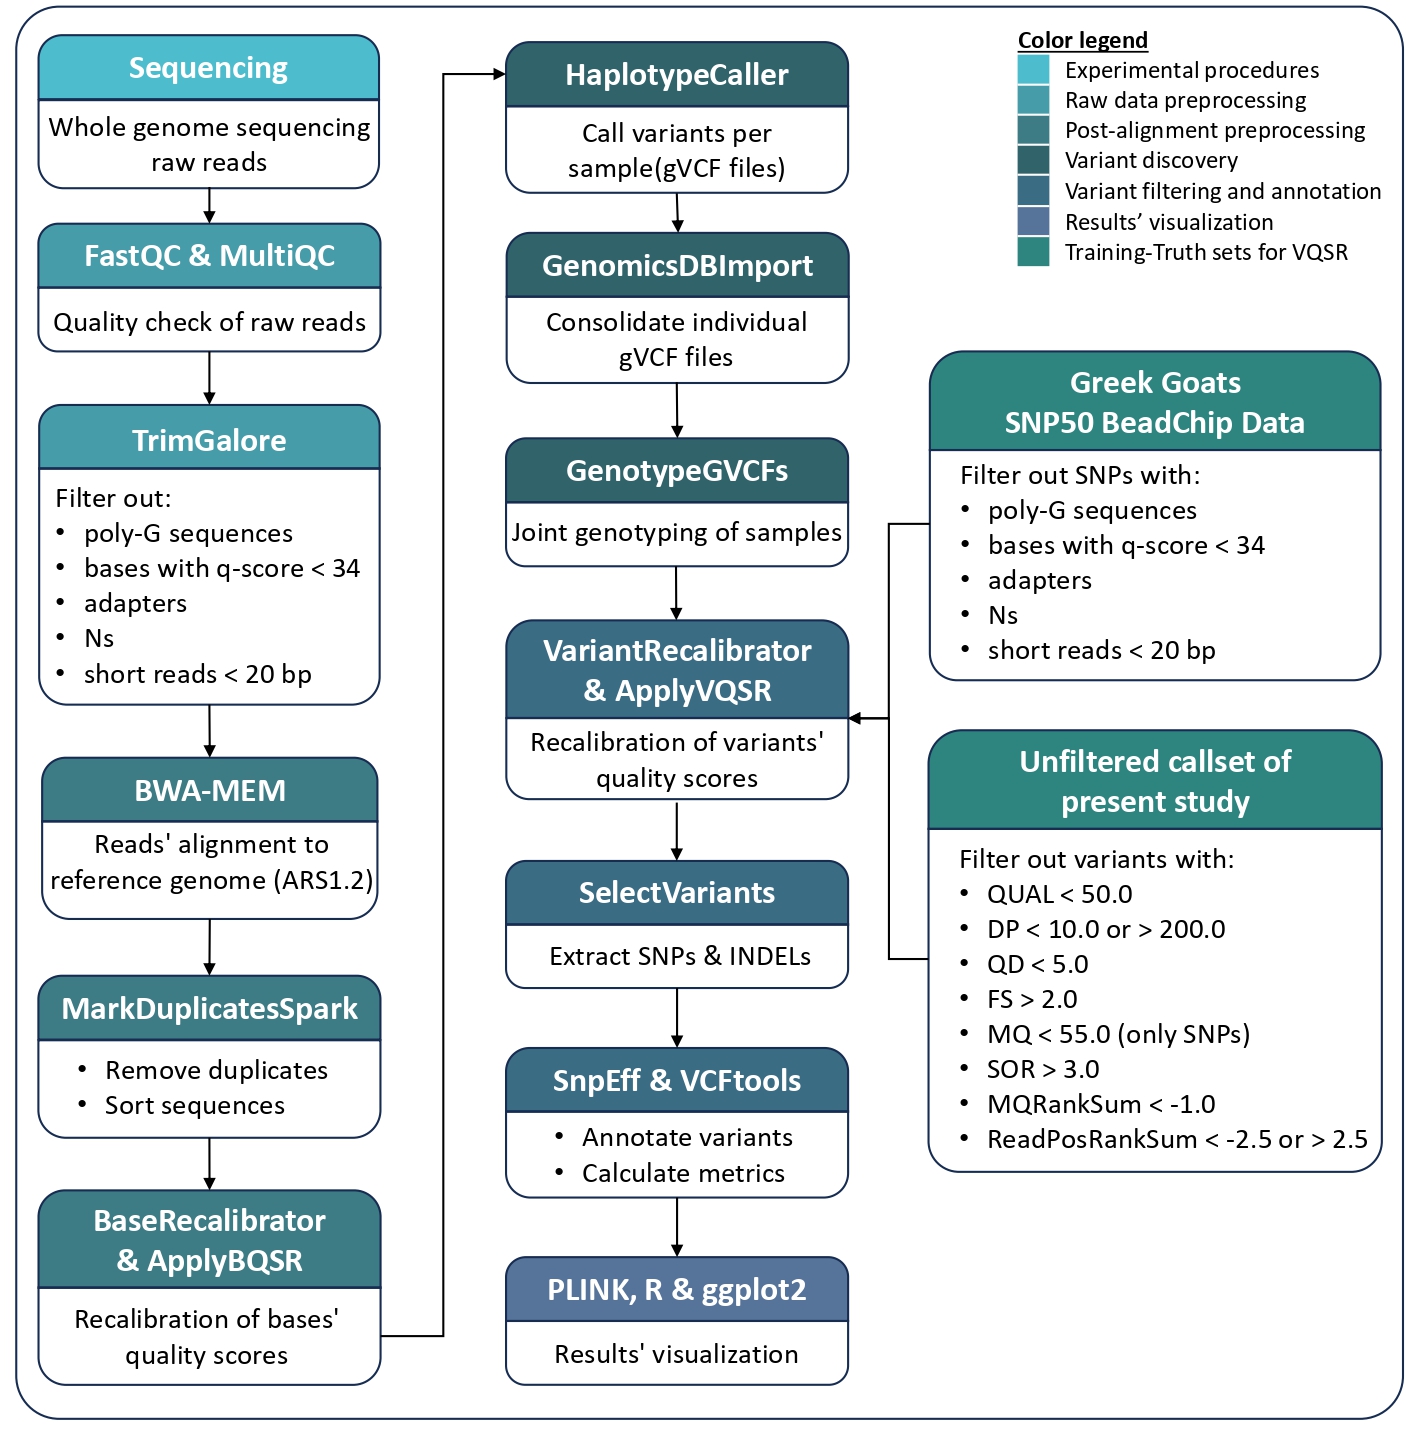 Sequencing
Whole genome sequencing
raw reads
FastQC & MultiQC
Quality check of raw reads
TrimGalore
Filter out:
• poly-G sequences
• bases with q-score < 34
• adapters
• Ns
• short reads < 20 bp
BWA-MEM
Reads' alignment to
reference genome (ARS1.2)
MarkDuplicatesSpark
• Remove duplicates
• Sort sequences
BaseRecalibrator
& ApplyBQSR
Recalibration of bases'
quality scores
HaplotypeCaller
Call variants per
sample(gVCF files)
GenomicsDBImport
Consolidate individual
gVCF files
GenotypeGVCFs
Joint genotyping of samples
VariantRecalibrator
& ApplyVQSR
Recalibration of variants'
quality scores
SelectVariants
Extract SNPs & INDELs
SnpEff & VCFtools
• Annotate variants
• Calculate metrics
PLINK, R & ggplot2
Results' visualization
Color legend
Experimental procedures
Raw data preprocessing
Post-alignment preprocessing
Variant discovery
Variant filtering and annotation
Results’ visualization
Training-Truth sets for VQSR
Greek Goats
SNP50 BeadChip Data
Filter out SNPs with:
• poly-G sequences
• bases with q-score < 34
• adapters
• Ns
• short reads < 20 bp
Unfiltered callset of
present study
Filter out variants with:
• QUAL < 50.0
• DP < 10.0 or > 200.0
• QD < 5.0
• FS > 2.0
• MQ < 55.0 (only SNPs)
• SOR > 3.0
• MQRankSum < -1.0
• ReadPosRankSum < -2.5 or > 2.5